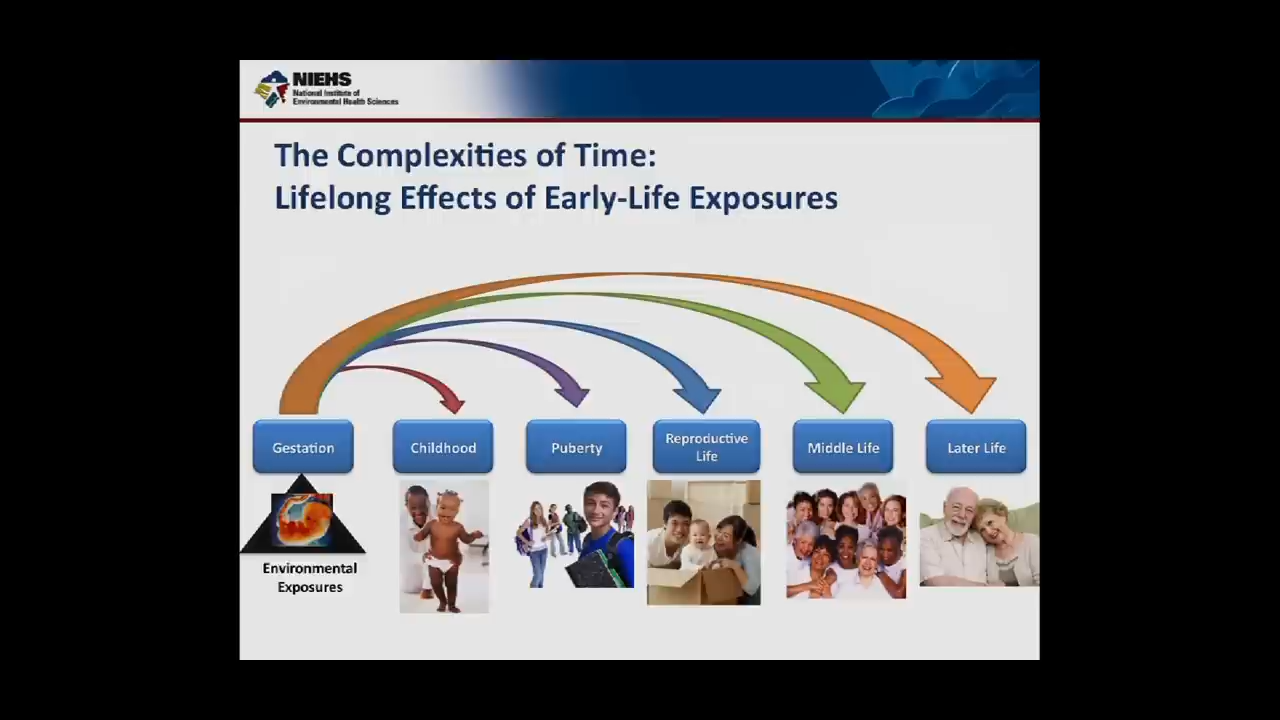 NIEHS
National Institute of
Environmental Health Sciences
The Complexities of Time:
Lifelong Effects of Early-Life Exposures
Gestation
Childhood
Puberty
Reproductive
Life
Middle Life
Later Life
Environmental
Exposures